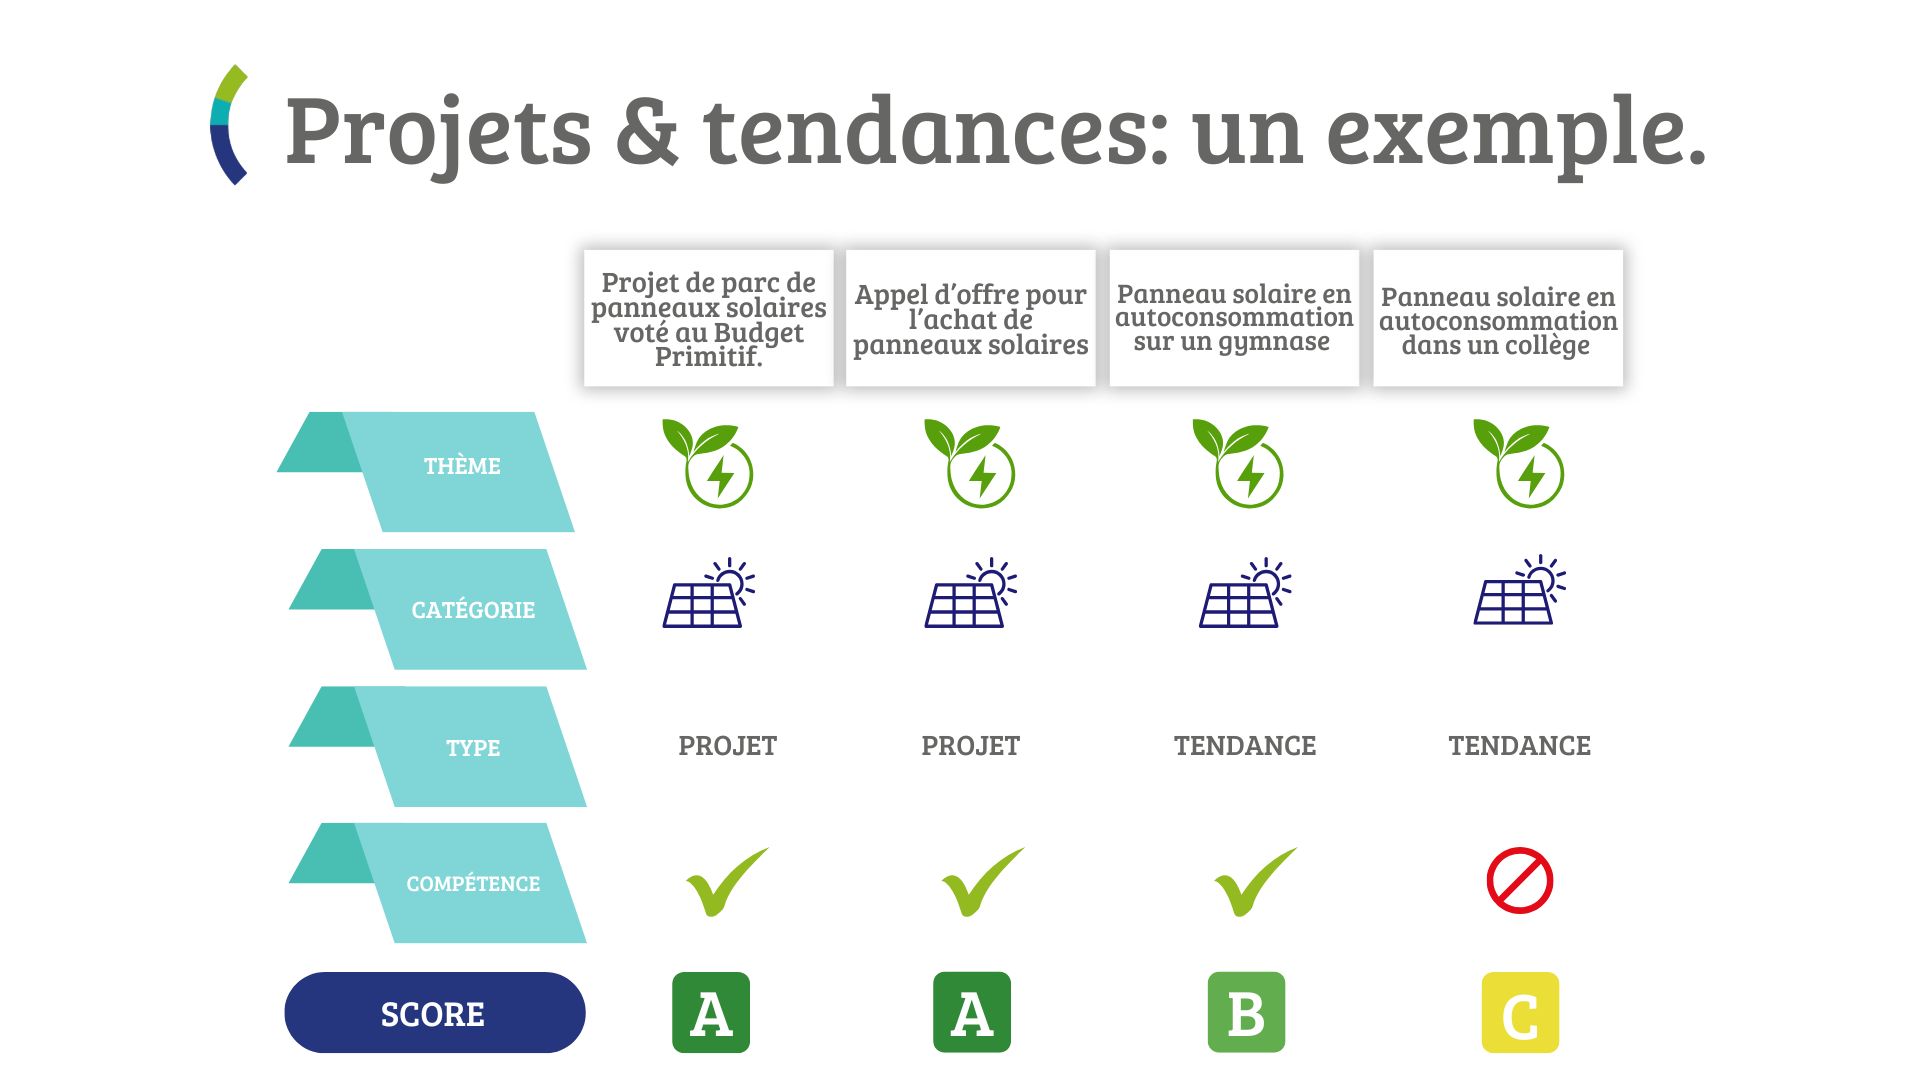 Projets & tendances: un exemple.
Projet de parc de
panneaux solaires
voté au Budget
Primitif.
Appel d’offre pour
l’achat de
panneaux solaires
Panneau solaire en
autoconsommation
sur un gymnase
Panneau solaire en
autoconsommation
dans un collège
THÈME
CATÉGORIE
TYPE
PROJET
PROJET
TENDANCE
TENDANCE
COMPÉTENCE
SCORE
A
A
B
C